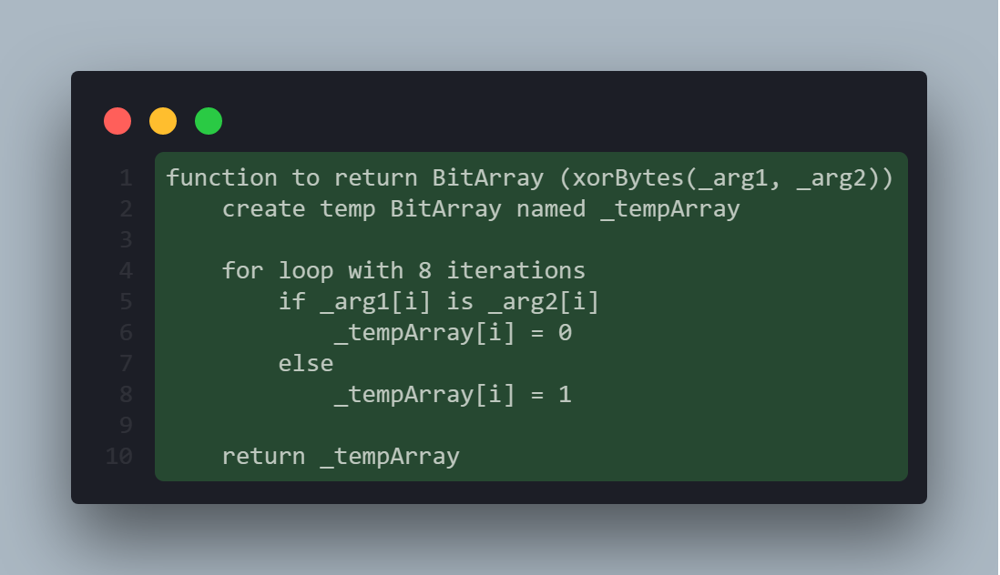 1 function to return BitArray (xorBytes(_arg1, _arg2))
2     create temp BitArray named _tempArray
3
4     for loop with 8 iterations
5         if _arg1[i] is _arg2[i]
6             _tempArray[i] = 0
7         else
8             _tempArray[i] = 1
9
10     return _tempArray